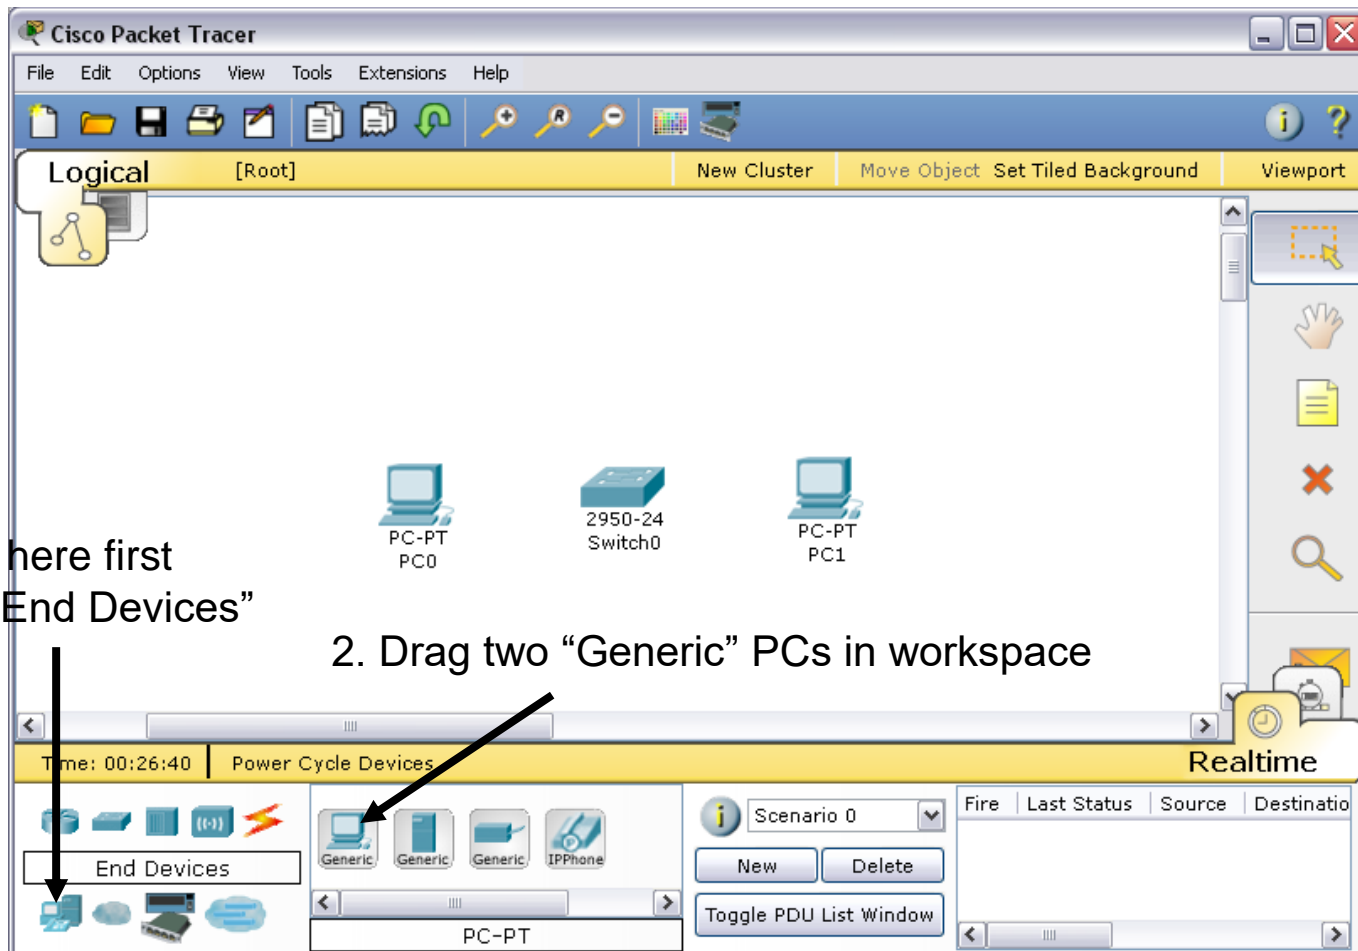 Cisco Packet Tracer
File Edit Options View Tools Extensions Help
Logical [Root] New Cluster Move Object Set Tiled Background Viewport
PC-PT
PC0
2950-24
Switch0
PC-PT
PC1
here first
End Devices”
2. Drag two “Generic” PCs in workspace
Time: 00:26:40 Power Cycle Devices Realtime
End Devices
Generic Generic Generic IPPhone
PC-PT
Scenario 0
New Delete
Toggle PDU List Window
Fire Last Status Source Destinatio